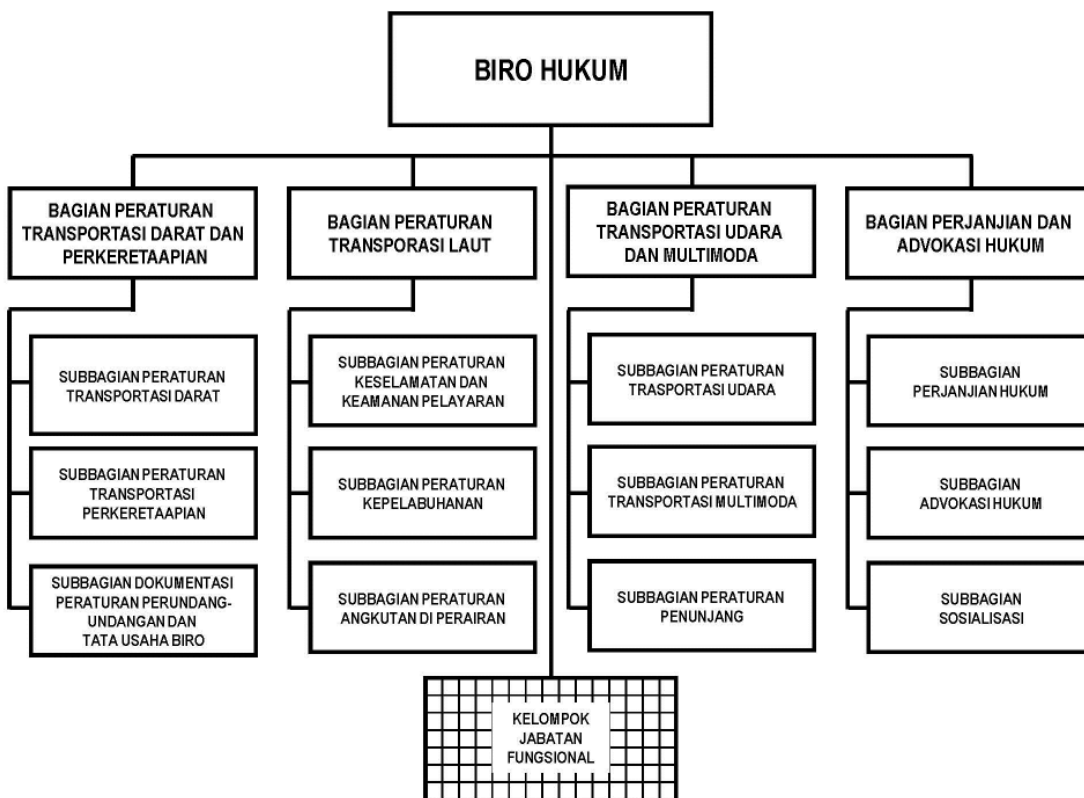 BIRO HUKUM
BAGIAN PERATURAN
TRANSPORTASI DARAT DAN
PERKERETAAPIAN
BAGIAN PERATURAN
TRANSPORASI LAUT
BAGIAN PERATURAN
TRANSPORTASI UDARA
DAN MULTIMODA
BAGIAN PERJANJIAN DAN
ADVOKASI HUKUM
SUBBAGIAN PERATURAN
TRANSPORTASI DARAT
SUBBAGIAN PERATURAN
KESELAMATAN DAN
KEAMANAN PELAYARAN
SUBBAGIAN PERATURAN
TRASPORTASI UDARA
SUBBAGIAN
PERJANJIAN HUKUM
SUBBAGIAN PERATURAN
TRANSPORTASI
PERKERETAAPIAN
SUBBAGIAN PERATURAN
KEPELABUHANAN
SUBBAGIAN PERATURAN
TRANSPORTASI MULTIMODA
SUBBAGIAN
ADVOKASI HUKUM
SUBBAGIAN DOKUMENTASI
PERATURAN PERUNDANG-
UNDANGAN DAN
TATA USAHA BIRO
SUBBAGIAN PERATURAN
ANGKUTAN DI PERAIRAN
SUBBAGIAN PERATURAN
PENUNJANG
SUBBAGIAN
SOSIALISASI
KELOMPOK
JABATAN
FUNGSIONAL